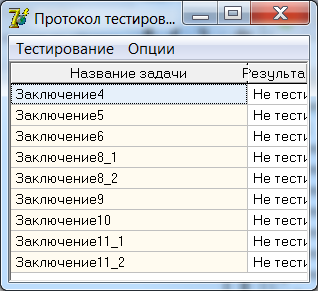 Протокол тестиров...
Тестирование Опции
Название задачи Результа
Заключение4 Не тести
Заключение5 Не тести
Заключение6 Не тести
Заключение8_1 Не тести
Заключение8_2 Не тести
Заключение9 Не тести
Заключение10 Не тести
Заключение11_1 Не тести
Заключение11_2 Не тести